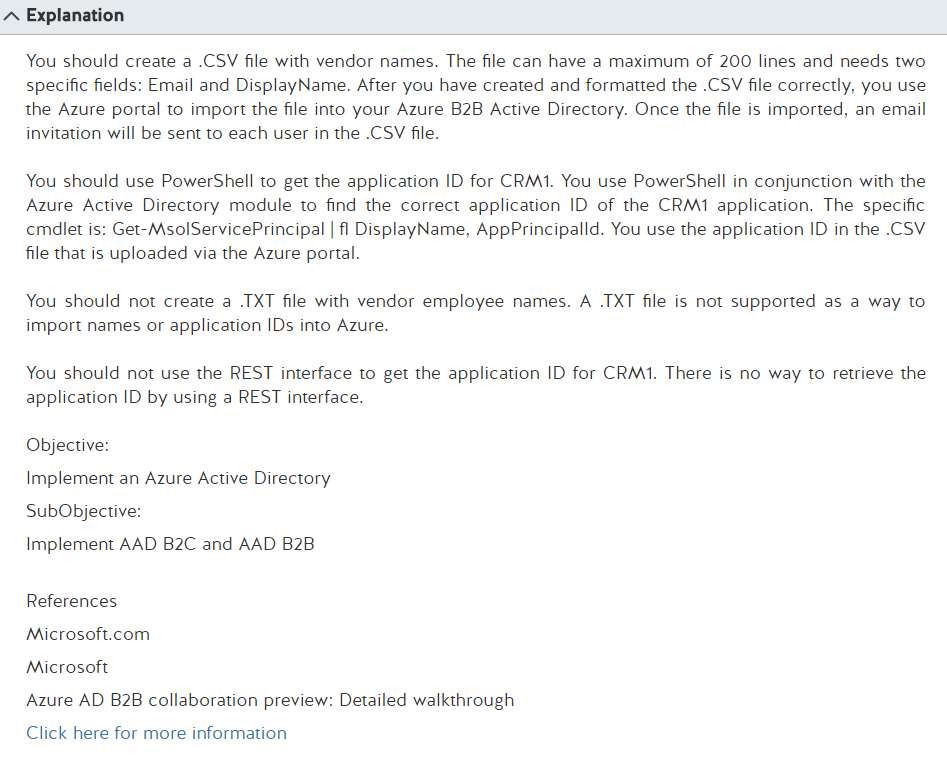 Explanation
You should create a .CSV file with vendor names. The file can have a maximum of 200 lines and needs two
specific fields: Email and DisplayName. After you have created and formatted the .CSV file correctly, you use
the Azure portal to import the file into your Azure B2B Active Directory. Once the file is imported, an email
invitation will be sent to each user in the .CSV file.
You should use PowerShell to get the application ID for CRM1. You use PowerShell in conjunction with the
Azure Active Directory module to find the correct application ID of the CRM1 application. The specific
cmdlet is: Get-MsolServicePrincipal | fl DisplayName, AppPrincipalId. You use the application ID in the .CSV
file that is uploaded via the Azure portal.
You should not create a .TXT file with vendor employee names. A .TXT file is not supported as a way to
import names or application IDs into Azure.
You should not use the REST interface to get the application ID for CRM1. There is no way to retrieve the
application ID by using a REST interface.
Objective:
Implement an Azure Active Directory
SubObjective:
Implement AAD B2C and AAD B2B
References
Microsoft.com
Microsoft
Azure AD B2B collaboration preview: Detailed walkthrough
Click here for more information